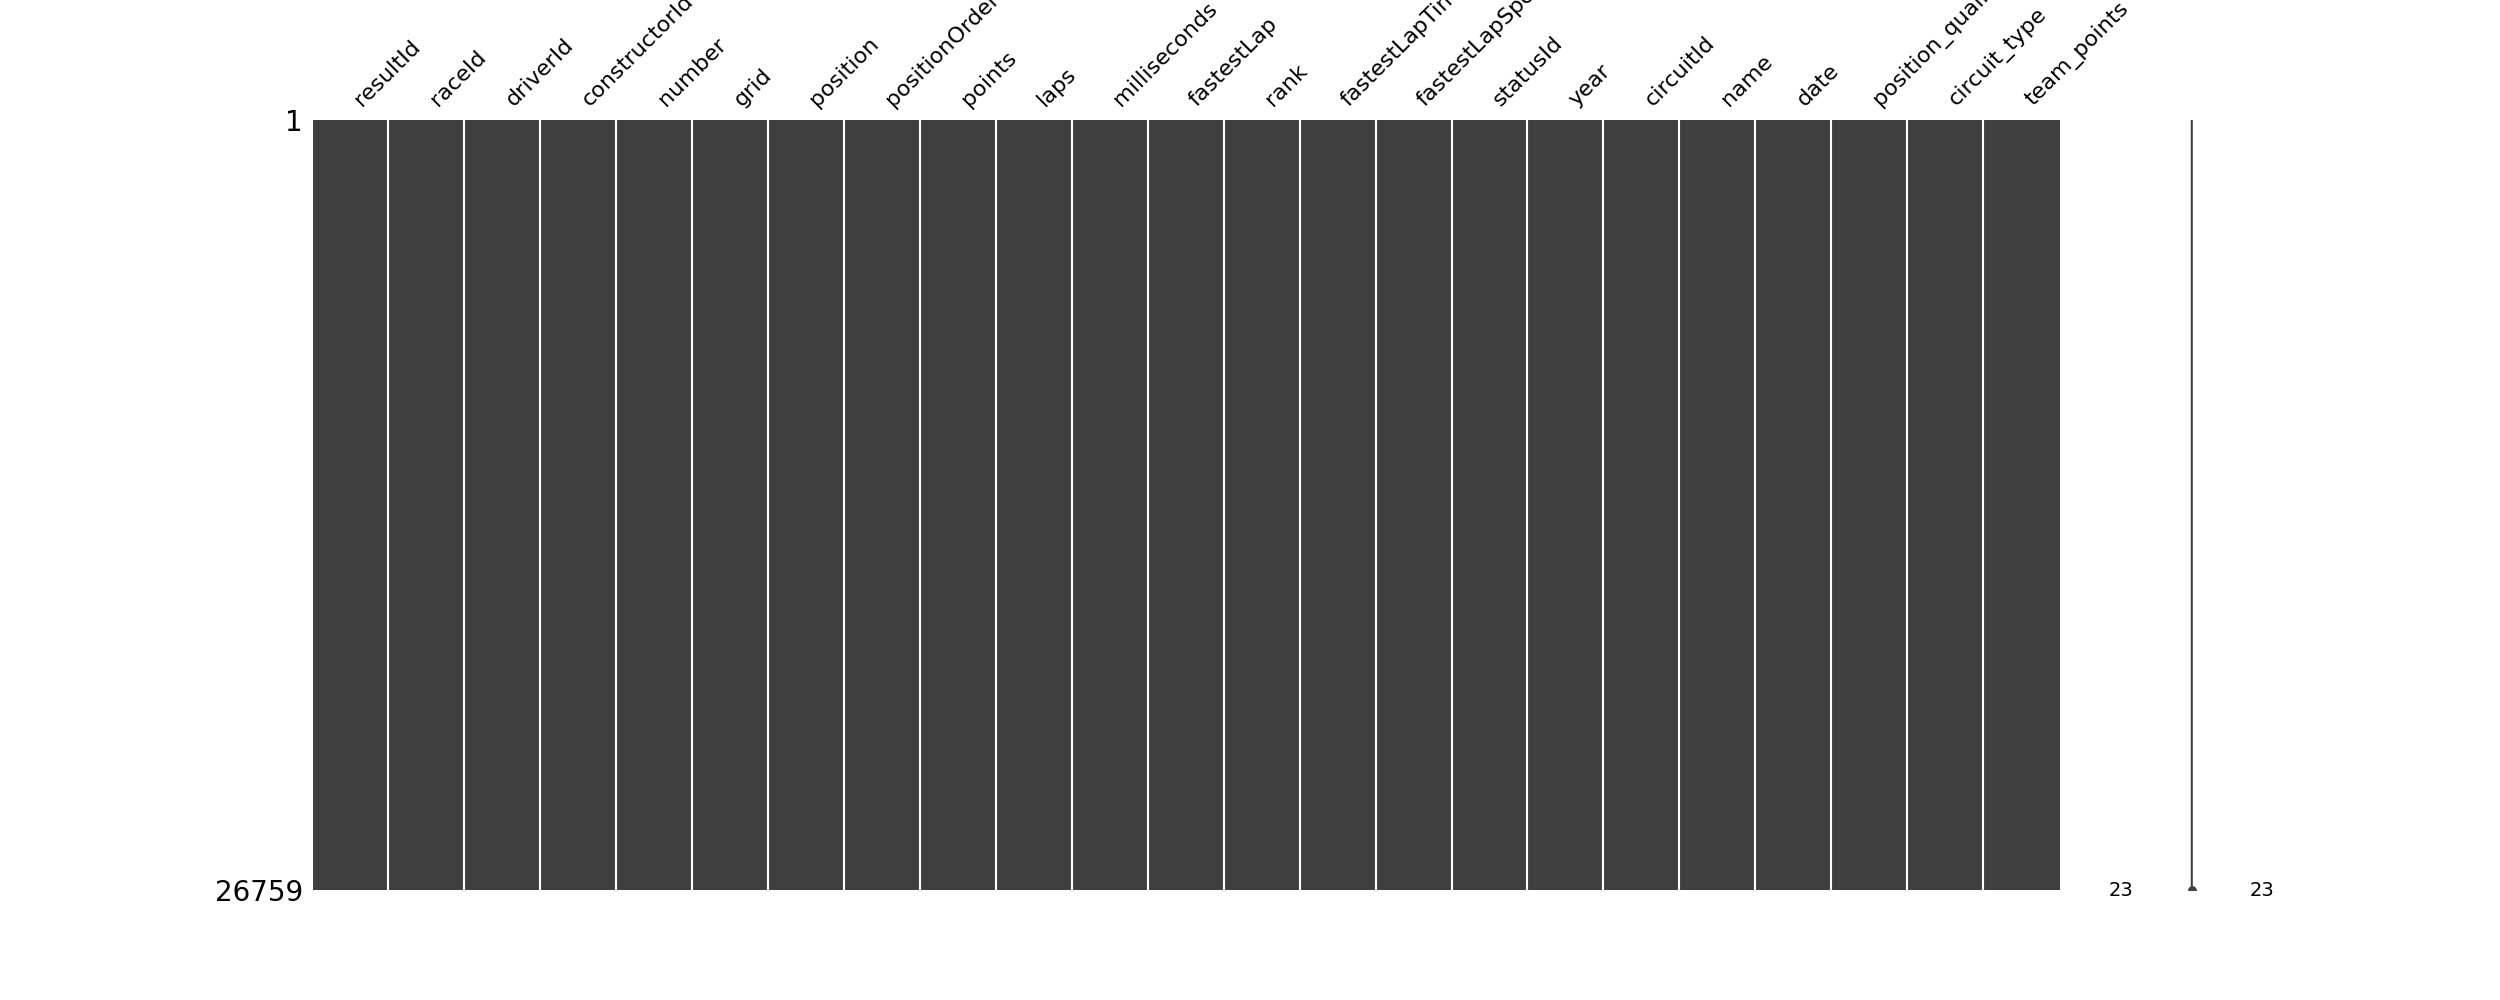 resultId
raceId
driverId
constructorId
number
grid
position
positionOrder
points
laps
milliseconds
fastestLap
rank
statusId
year
circuitId
name
date
circuit_type
team_points
1
26759
23
23